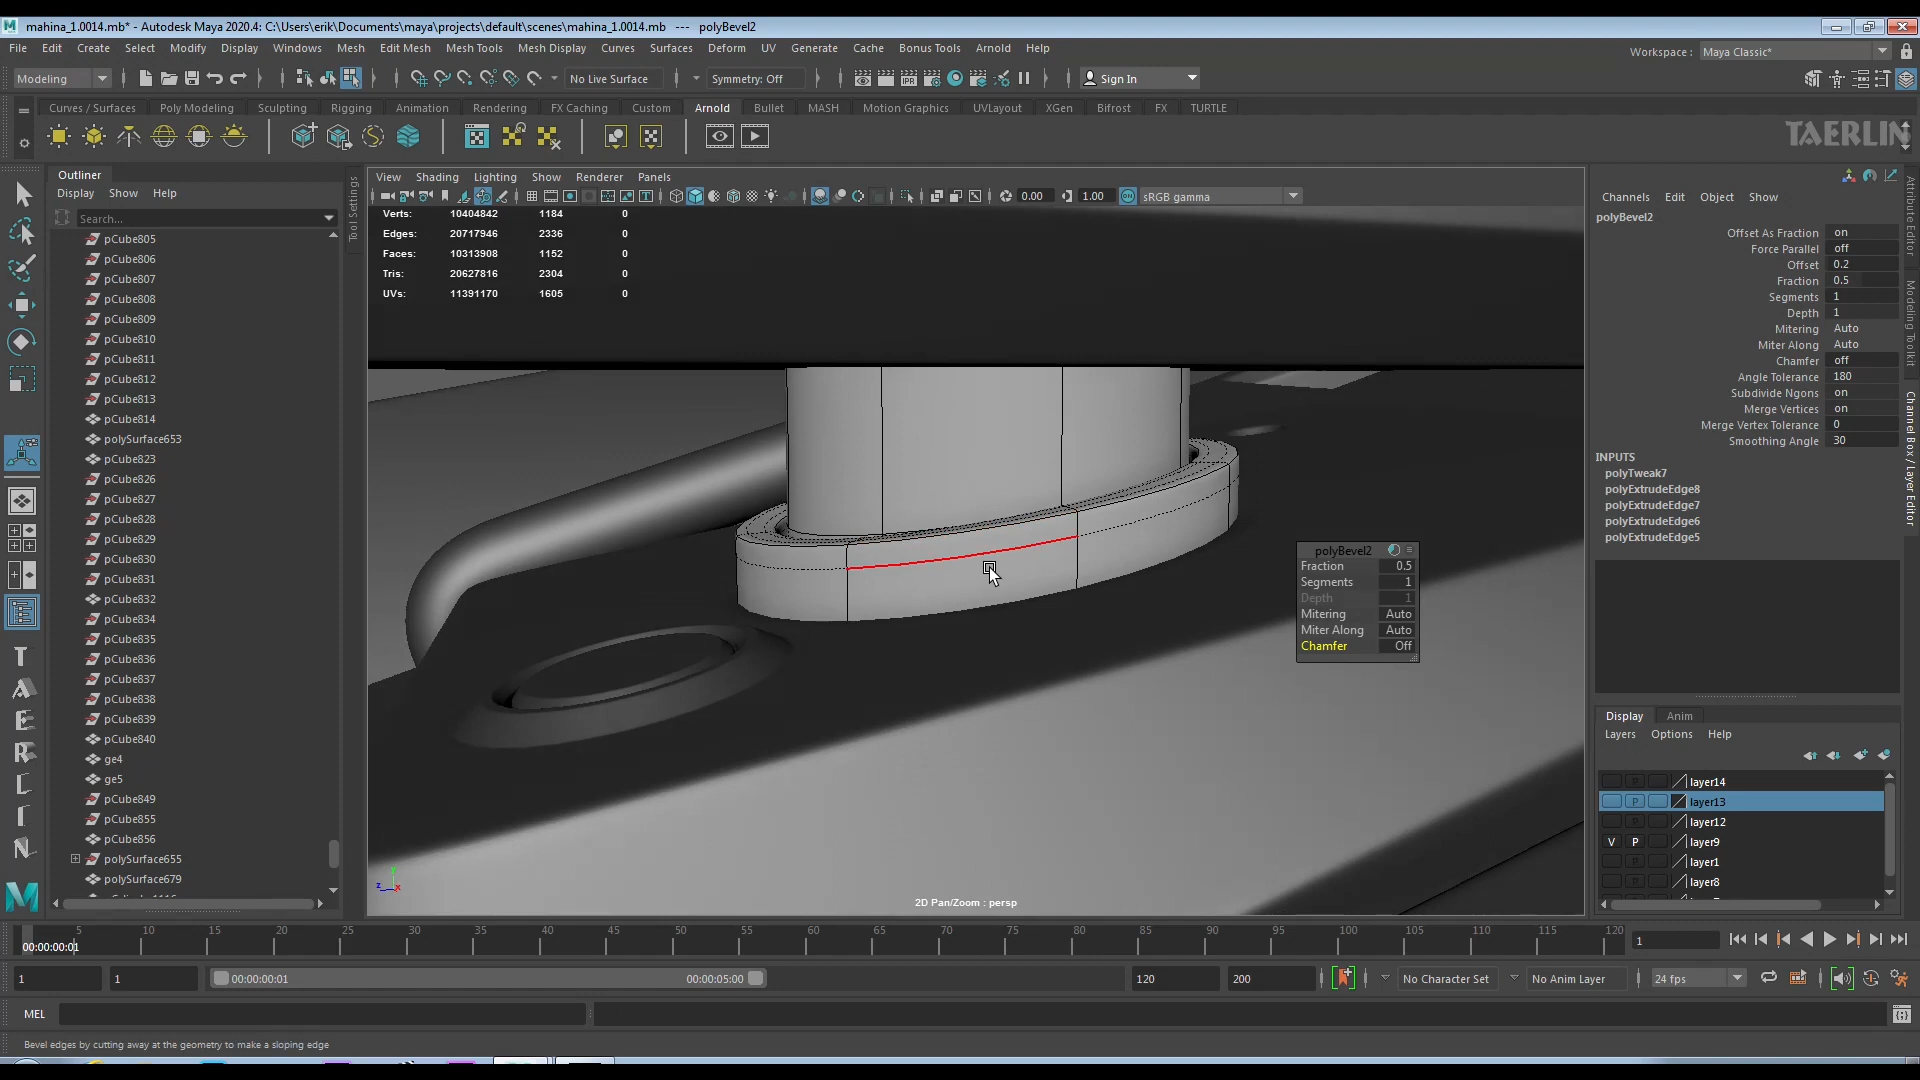 mahina_1.0014.mb* - Autodesk Maya 2020.4: C:\Users\erik\Documents\maya\projects\default\scenes\mahina_1.0014.mb --- polyBevel2
File Edit Create Select Modify Display Windows Mesh Edit Mesh Mesh Tools Mesh Display Curves Surfaces Deform UV Generate Cache Bonus Tools Arnold Help
Workspace : Maya Classic*
Modeling No Live Surface Symmetry: Off Sign In
Curves / Surfaces Poly Modeling Sculpting Rigging Animation Rendering FX Caching Custom Arnold Bullet MASH Motion Graphics UVLayout XGen Bifrost FX TURTLE
TAERLIN
Outliner
Display Show Help
Search...
pCube805
pCube806
pCube807
pCube808
pCube809
pCube810
pCube811
pCube812
pCube813
pCube814
polySurface653
pCube823
pCube826
pCube827
pCube828
pCube829
pCube830
pCube831
pCube832
pCube834
pCube835
pCube836
pCube837
pCube838
pCube839
pCube840
ge4
ge5
pCube849
pCube855
pCube856
polySurface655
polySurface679
Tool Settings
View Shading Lighting Show Renderer Panels
0.00 1.00 sRGB gamma
Verts: 10404842 1184 0
Edges: 20717946 2336 0
Faces: 10313908 1152 0
Tris: 20627816 2304 0
UVs: 11391170 1605 0
polyBevel2
Fraction 0.5
Segments 1
Depth 1
Mitering Auto
Miter Along Auto
Chamfer Off
2D Pan/Zoom : persp
Channels Edit Object Show
polyBevel2
Offset As Fraction on
Force Parallel off
Offset 0.2
Fraction 0.5
Segments 1
Depth 1
Mitering Auto
Miter Along Auto
Chamfer off
Angle Tolerance 180
Subdivide Ngons on
Merge Vertices on
Merge Vertex Tolerance 0
Smoothing Angle 30
INPUTS
polyTweak7
polyExtrudeEdge8
polyExtrudeEdge7
polyExtrudeEdge6
polyExtrudeEdge5
Display Anim
Layers Options Help
layer14
layer13
layer12
V P layer9
layer1
layer8
Attribute Editor
Modeling Toolkit
Channel Box / Layer Editor
5 10 15 20 25 30 35 40 45 50 55 60 65 70 75 80 85 90 95 100 105 110 115 120
00:00:00:01
1
1 1 00:00:00:01 00:00:05:00 120 200 No Character Set No Anim Layer 24 fps
MEL
Bevel edges by cutting away at the geometry to make a sloping edge